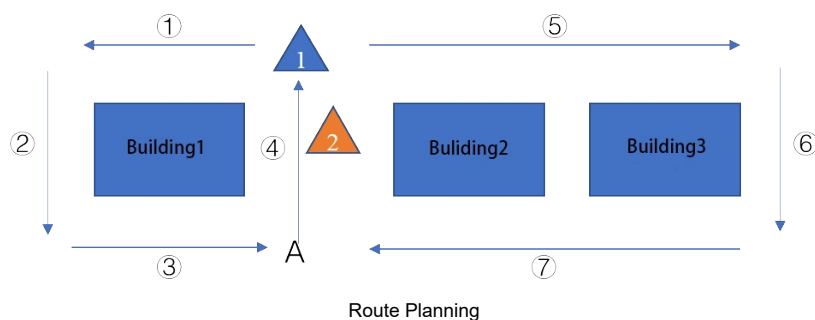 ①
⑤
1
②
Building1
④
2
Buliding2
Building3
⑥
A
③
⑦
Route Planning